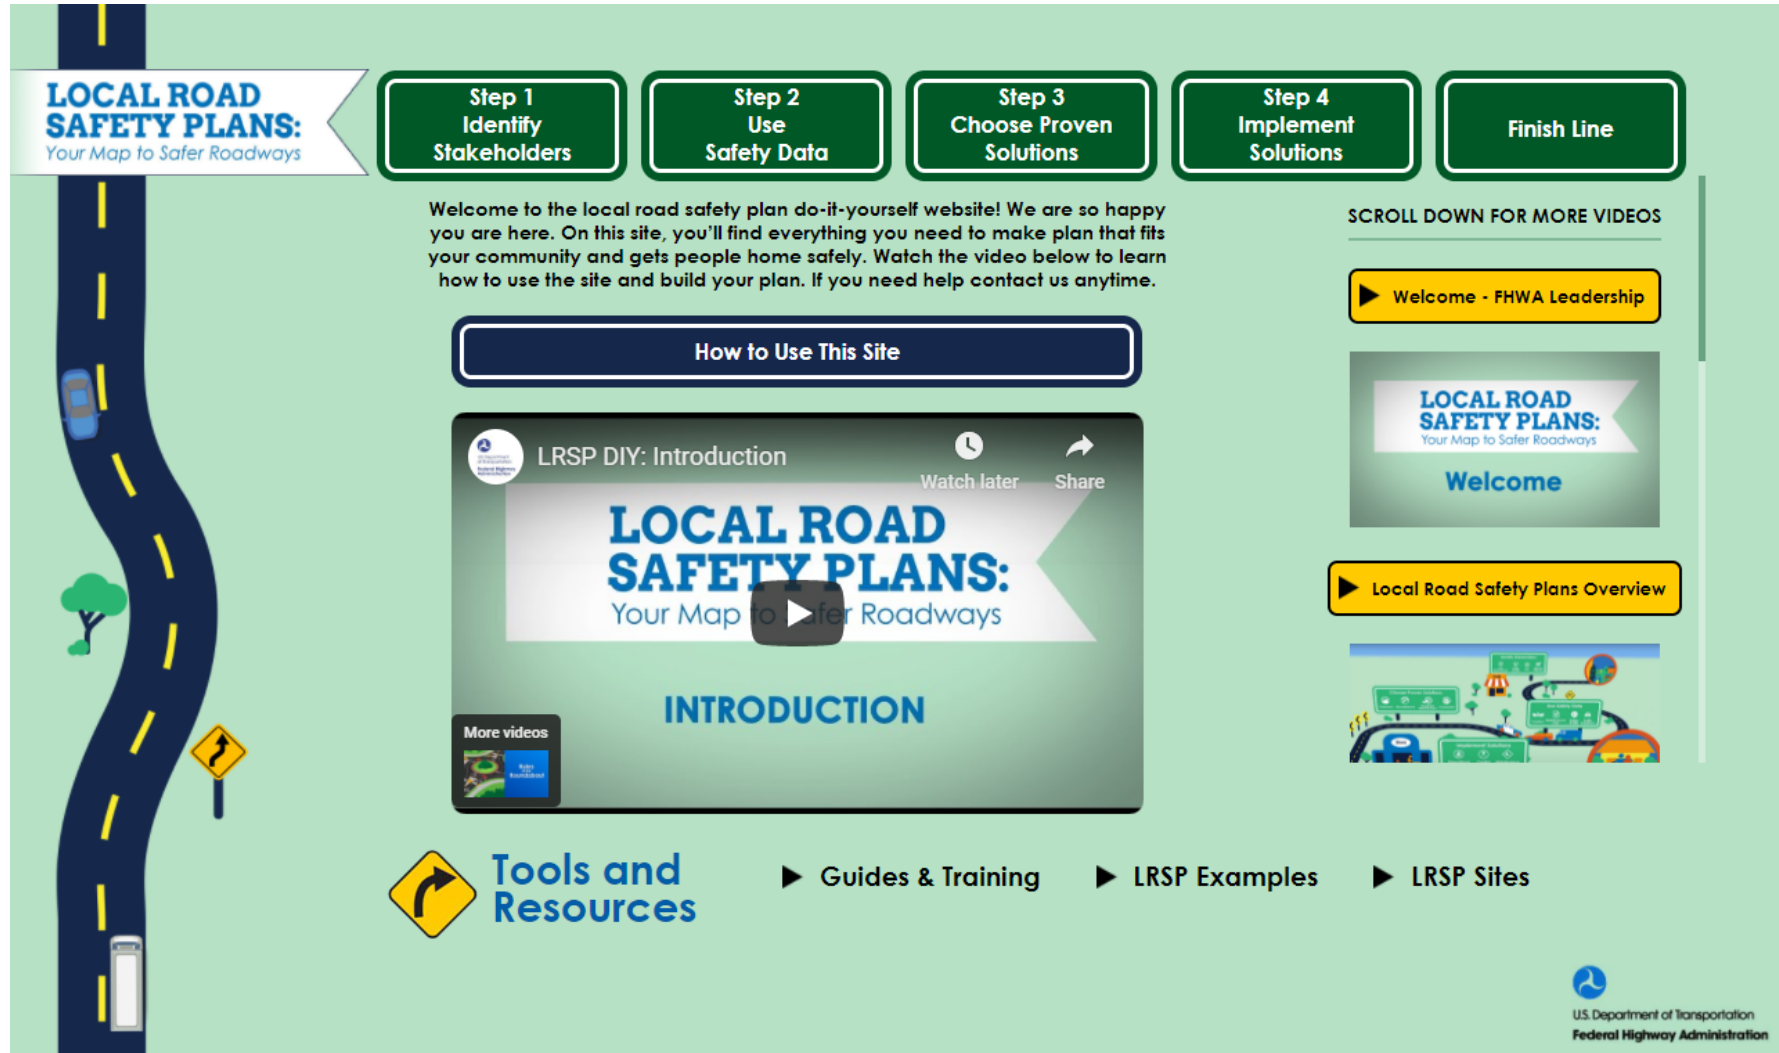 LOCAL ROAD
SAFETY PLANS:
Your Map to Safer Roadways
Step 1
Identify
Stakeholders
Step 2
Use
Safety Data
Step 3
Choose Proven
Solutions
Step 4
Implement
Solutions
Finish Line
Welcome to the local road safety plan do-it-yourself website! We are so happy
you are here. On this site, you'll find everything you need to make plan that fits
your community and gets people home safely. Watch the video below to learn
how to use the site and build your plan. If you need help contact us anytime.
How to Use This Site
LRSP DIY: Introduction
Watch later
Share
LOCAL ROAD
SAFETY PLANS:
Your Map to Safer Roadways
INTRODUCTION
More videos
SCROLL DOWN FOR MORE VIDEOS
Welcome - FHWA Leadership
LOCAL ROAD
SAFETY PLANS:
Your Map to Safer Roadways
Welcome
Local Road Safety Plans Overview
Tools and
Resources
Guides & Training
LRSP Examples
LRSP Sites
U.S. Department of Transportation
Federal Highway Administration